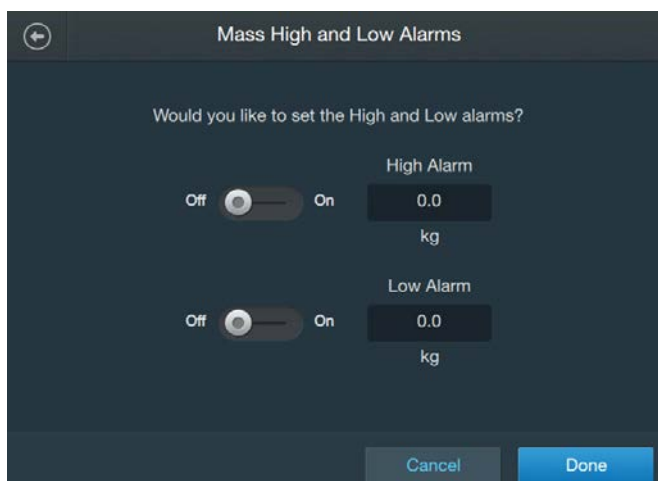 Mass High and Low Alarms
Would you like to set the High and Low alarms?
High Alarm
Off On 0.0
kg
Low Alarm
Off On 0.0
kg
Cancel Done